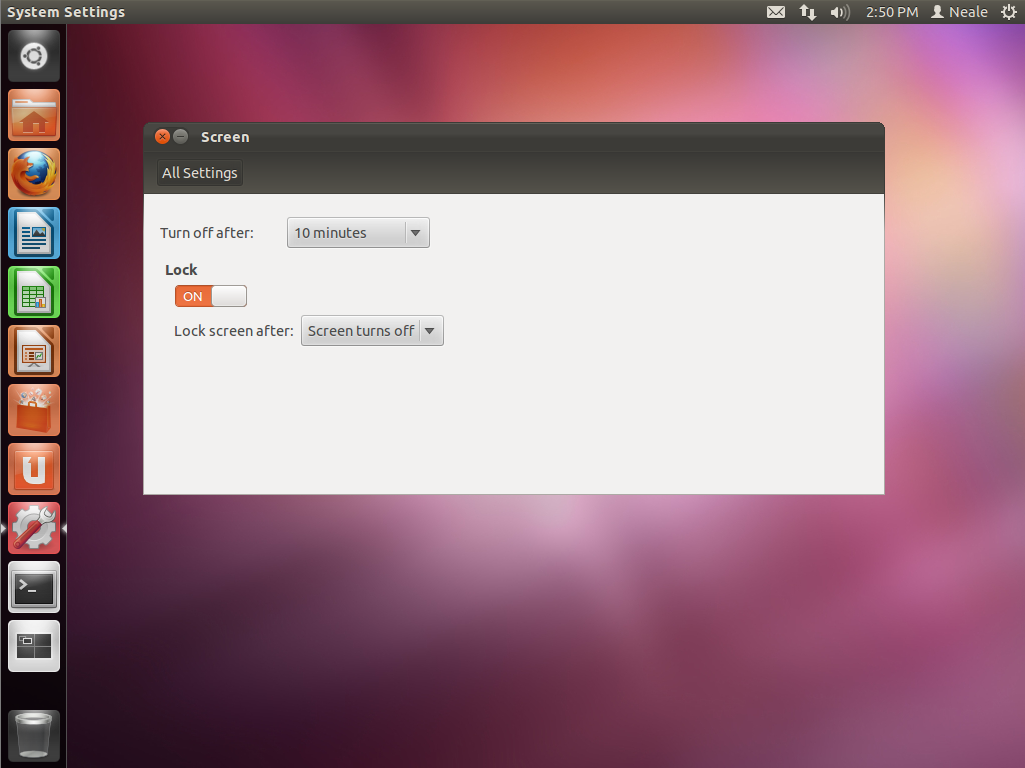 System Settings
2:50 PM Neale
Screen
All Settings
Turn off after: 10 minutes
Lock
ON
Lock screen after: Screen turns off
U
>_